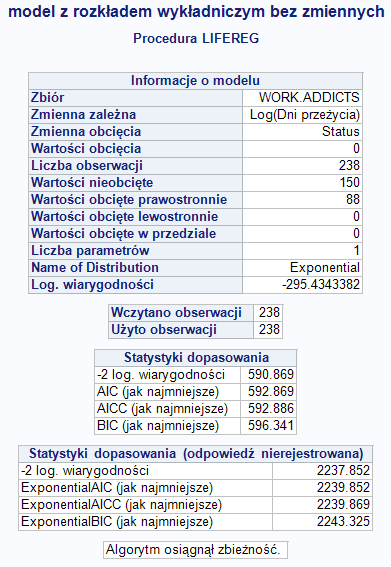 model z rozkładem wykładniczym bez zmiennych
Procedura LIFEREG
Informacje o modelu
Zbiór WORK.ADDICTS
Zmienna zależna Log(Dni przeżycia)
Zmienna obcięcia Status
Wartości obcięcia 0
Liczba obserwacji 238
Wartości nieobcięte 150
Wartości obcięte prawostronnie 88
Wartości obcięte lewostronnie 0
Wartości obcięte w przedziale 0
Liczba parametrów 1
Name of Distribution Exponential
Log. wiarygodności -295.4343382
Wczytano obserwacji 238
Użyto obserwacji 238
Statystyki dopasowania
-2 log. wiarygodności 590.869
AIC (jak najmniejsze) 592.869
AICC (jak najmniejsze) 592.886
BIC (jak najmniejsze) 596.341
Statystyki dopasowania (odpowiedź nierejestrowana)
-2 log. wiarygodności 2237.852
ExponentialAIC (jak najmniejsze) 2239.852
ExponentialAICC (jak najmniejsze) 2239.869
ExponentialBIC (jak najmniejsze) 2243.325
Algorytm osiągnął zbieżność.